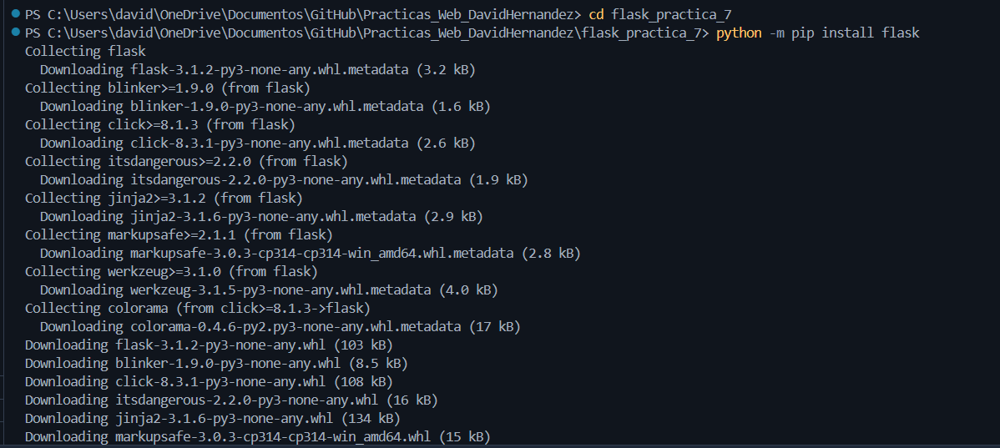 PS C:\Users\david\OneDrive\Documentos\GitHub\Practicas_Web_DavidHernandez> cd flask_practica_7
PS C:\Users\david\OneDrive\Documentos\GitHub\Practicas_Web_DavidHernandez\flask_practica_7> python -m pip install flask
Collecting flask
  Downloading flask-3.1.2-py3-none-any.whl.metadata (3.2 kB)
Collecting blinker>=1.9.0 (from flask)
  Downloading blinker-1.9.0-py3-none-any.whl.metadata (1.6 kB)
Collecting click>=8.1.3 (from flask)
  Downloading click-8.3.1-py3-none-any.whl.metadata (2.6 kB)
Collecting itsdangerous>=2.2.0 (from flask)
  Downloading itsdangerous-2.2.0-py3-none-any.whl.metadata (1.9 kB)
Collecting jinja2>=3.1.2 (from flask)
  Downloading jinja2-3.1.6-py3-none-any.whl.metadata (2.9 kB)
Collecting markupsafe>=2.1.1 (from flask)
  Downloading markupsafe-3.0.3-cp314-cp314-win_amd64.whl.metadata (2.8 kB)
Collecting werkzeug>=3.1.0 (from flask)
  Downloading werkzeug-3.1.5-py3-none-any.whl.metadata (4.0 kB)
Collecting colorama (from click>=8.1.3->flask)
  Downloading colorama-0.4.6-py2.py3-none-any.whl.metadata (17 kB)
Downloading flask-3.1.2-py3-none-any.whl (103 kB)
Downloading blinker-1.9.0-py3-none-any.whl (8.5 kB)
Downloading click-8.3.1-py3-none-any.whl (108 kB)
Downloading itsdangerous-2.2.0-py3-none-any.whl (16 kB)
Downloading jinja2-3.1.6-py3-none-any.whl (134 kB)
Downloading markupsafe-3.0.3-cp314-cp314-win_amd64.whl (15 kB)